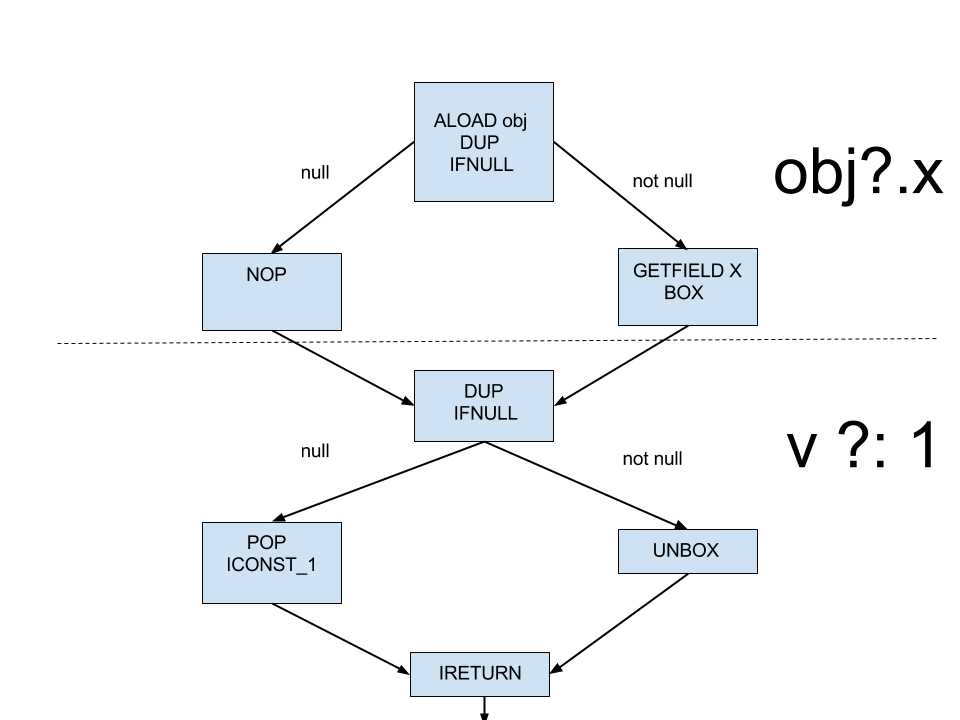 ALOAD obj
DUP
IFNULL
null
not null
obj?.x
NOP
GETFIELD X
BOX
DUP
IFNULL
null
not null
v ?: 1
POP
ICONST_1
UNBOX
IRETURN